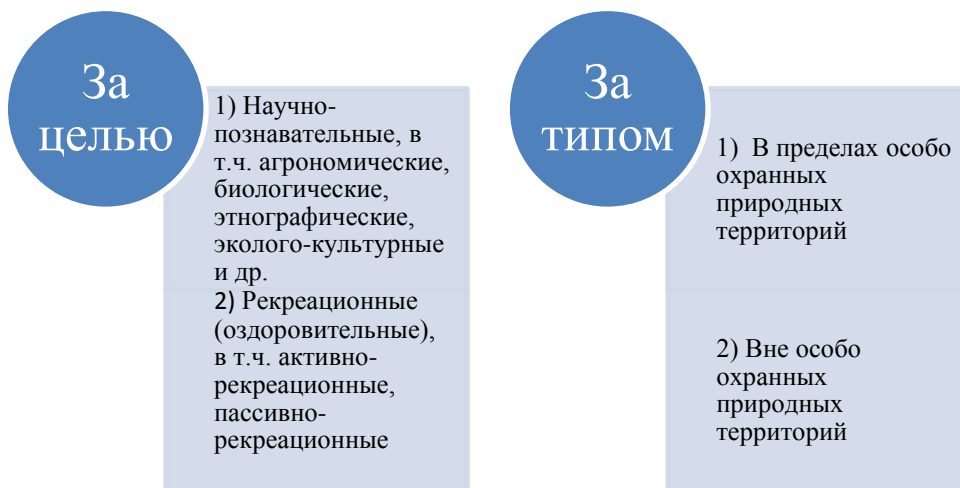 За
целью
1) Научно-
познавательные, в
т.ч. агрономические,
биологические,
этнографические,
эколого-культурные
и др.
2) Рекреационные
(оздоровительные),
в т.ч. активно-
рекреационные,
пассивно-
рекреационные
За
типом
1) В пределах особо
охранных
природных
территорий
2) Вне особо
охранных
природных
территорий